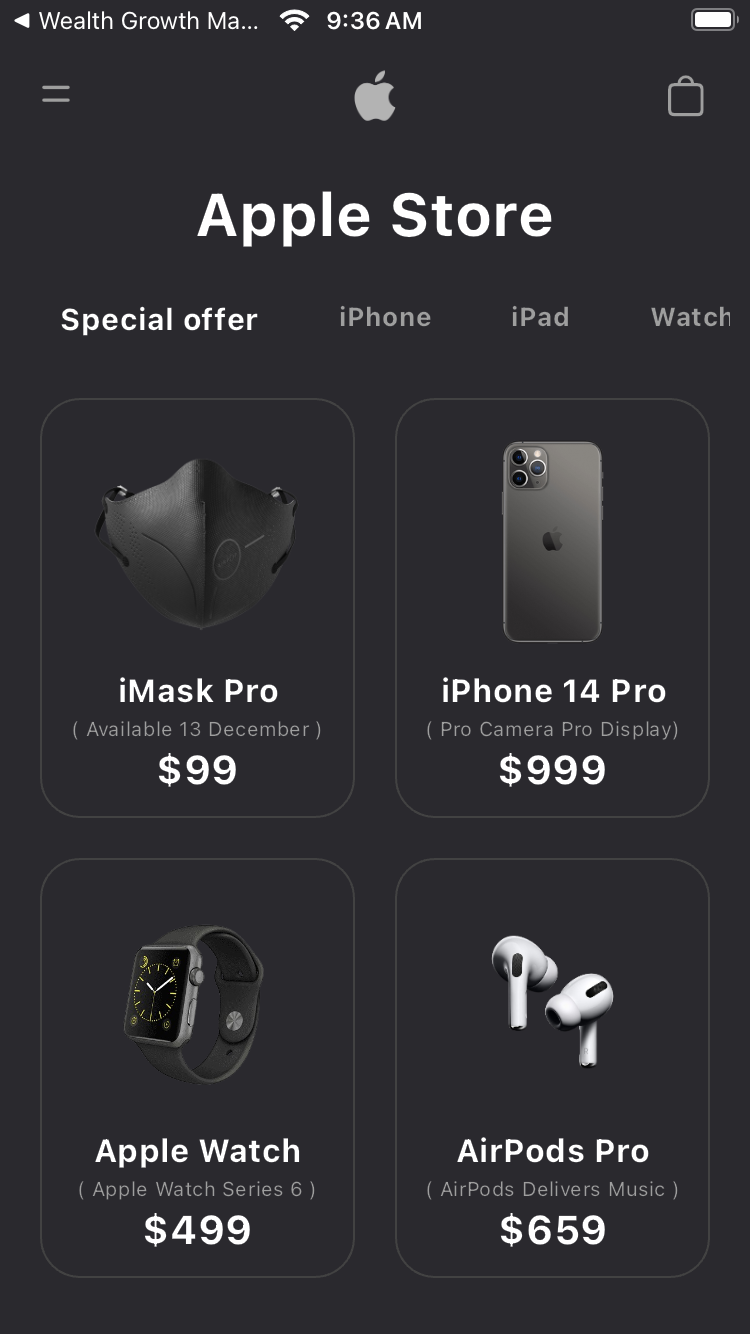 ◀ Wealth Growth Ma... 9:36 AM
Apple Store
Special offer iPhone iPad Watch
iMask Pro
( Available 13 December )
$99
iPhone 14 Pro
( Pro Camera Pro Display)
$999
Apple Watch
( Apple Watch Series 6 )
$499
AirPods Pro
( AirPods Delivers Music )
$659